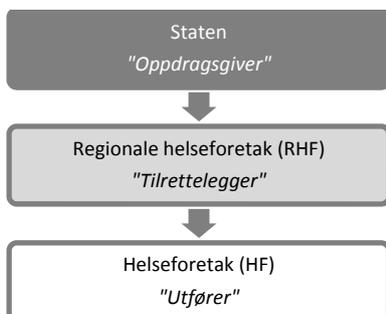 Staten
"Oppdragsgiver"
Regionale helseforetak (RHF)
"Tilrettelegger"
Helseforetak (HF)
"Utfører"